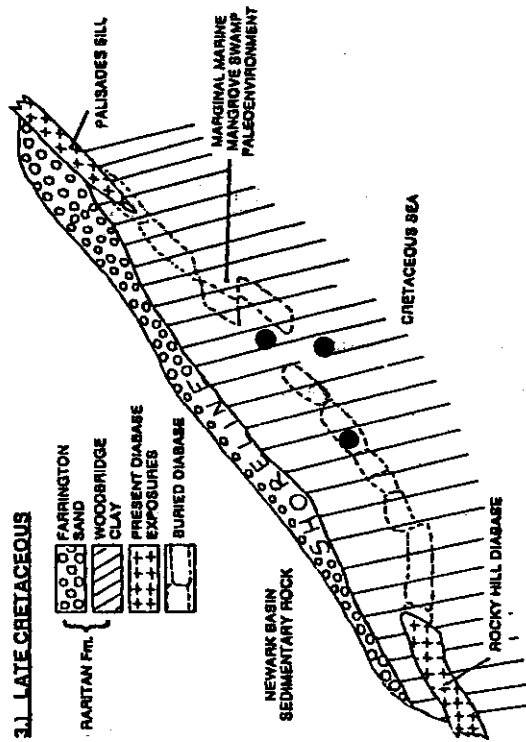 3.). LATE CRETACEOUS
RARITAN Fm.
FARRINGTON
SAND
WOODBRIDGE
CLAY
PRESENT DIABASE
EXPOSURES
BURIED DIABASE
PALISADES SILL
MARGINAL MARINE
MANGROVE SWAMP
PALEOENVIRONMENT
SHORELINE
CRETACEOUS SEA
NEWARK BASIN
SEDIMENTARY ROCK
ROCKY HILL DIABASE